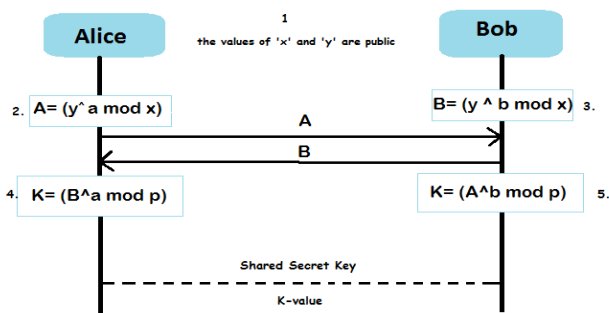 1
Alice
Bob
the values of 'x' and 'y' are public
2. A= (y^ a mod x)
B= (y ^ b mod x) 3.
A
B
4. K= (B^a mod p)
K= (A^b mod p) 5.
Shared Secret Key
K-value